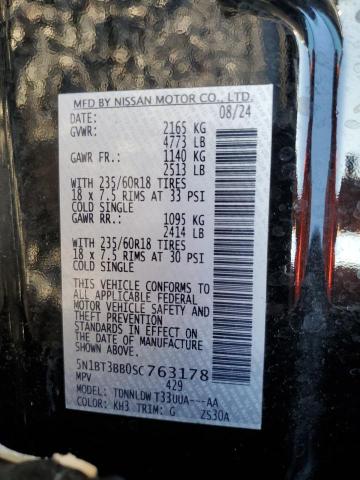 MFD BY NISSAN MOTOR CO., LTD.
DATE: 08/24
GVWR: 2165 KG
4773 LB
GAWR FR.: 1140 KG
2513 LB
WITH 235/60R18 TIRES
18 x 7.5 RIMS AT 33 PSI
COLD SINGLE
GAWR RR.: 1095 KG
2414 LB
WITH 235/60R18 TIRES
18 x 7.5 RIMS AT 30 PSI
COLD SINGLE
THIS VEHICLE CONFORMS TO
ALL APPLICABLE FEDERAL
MOTOR VEHICLE SAFETY AND
THEFT PREVENTION
STANDARDS IN EFFECT ON
THE DATE OF MANUFACTURE
SHOWN ABOVE.
5N1BT3BB0SC763178
MPV 429
MODEL: TDNNLDW T33UUA---AA
COLOR: KH3 TRIM: G ZS30A